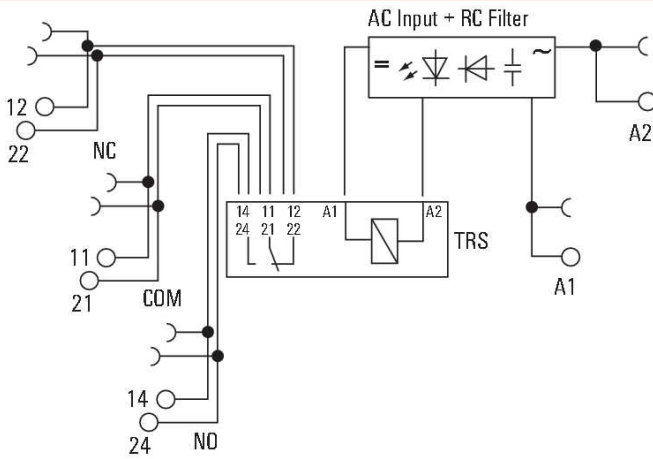 AC Input + RC Filter
= ~
12
22
NC
A2
14 11 12 A1 A2
24 21 22
TRS
11
21
COM
A1
14
24
NO